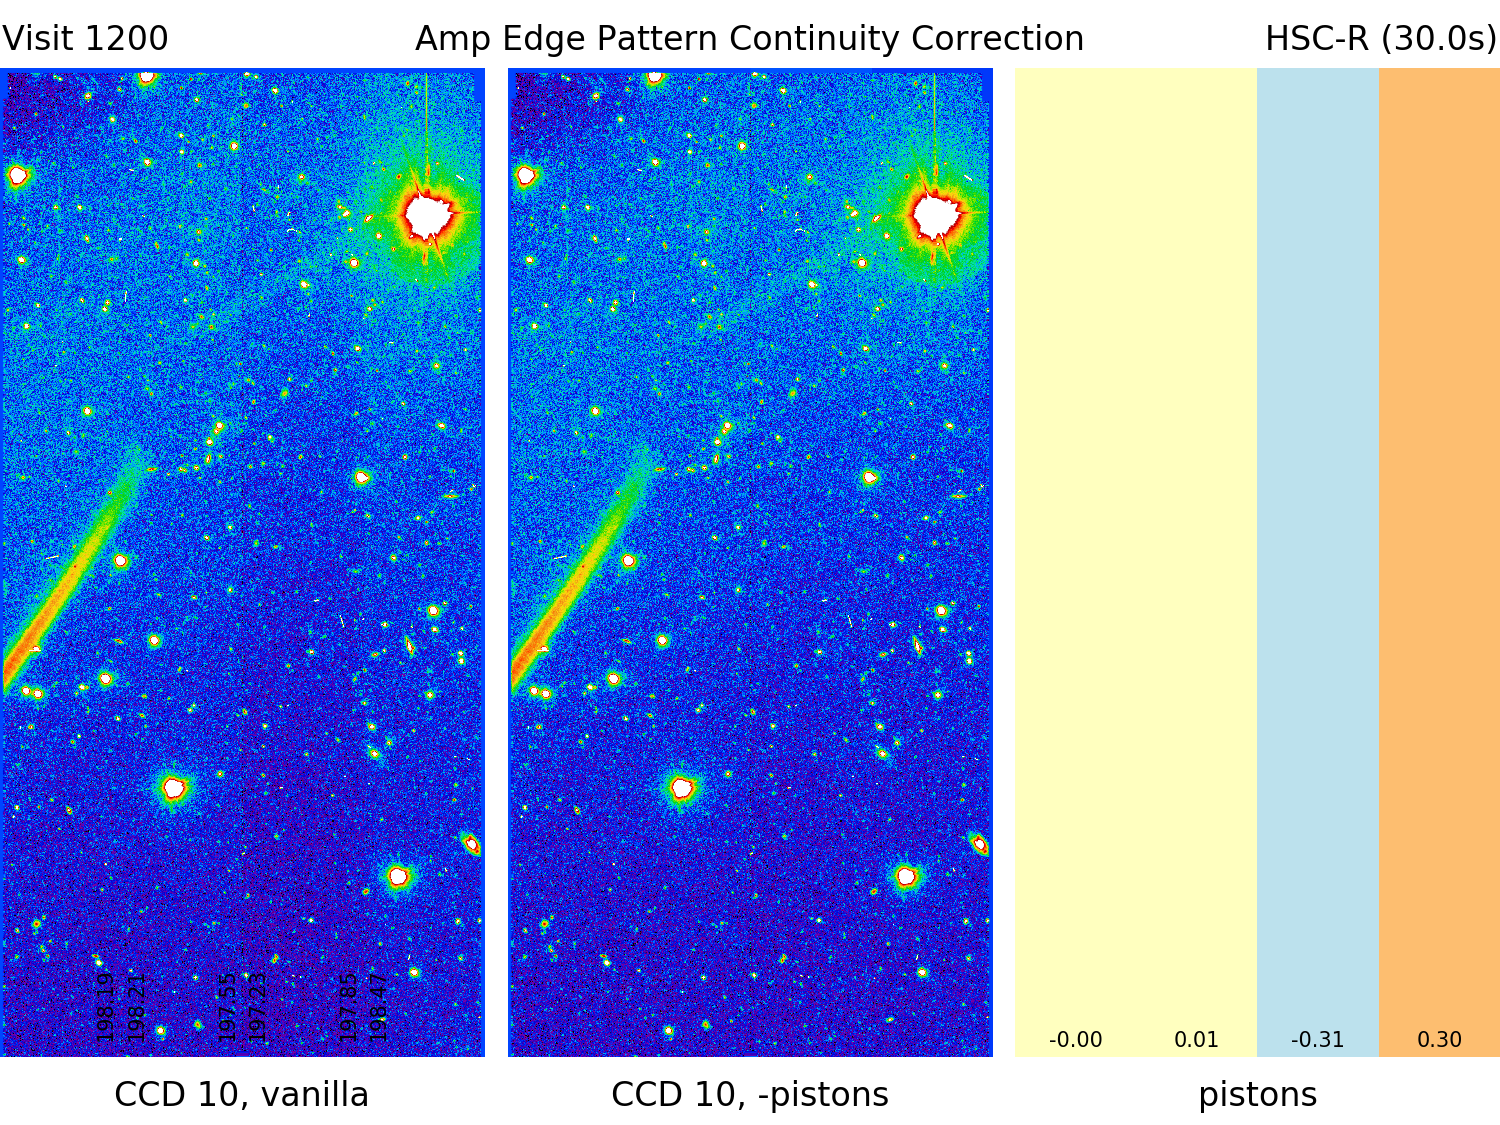 Visit 1200
Amp Edge Pattern Continuity Correction
HSC-R (30.0s)
198.19
198.21
197.55
197.23
197.85
198.47
-0.00
0.01
-0.31
0.30
CCD 10, vanilla
CCD 10, -pistons
pistons